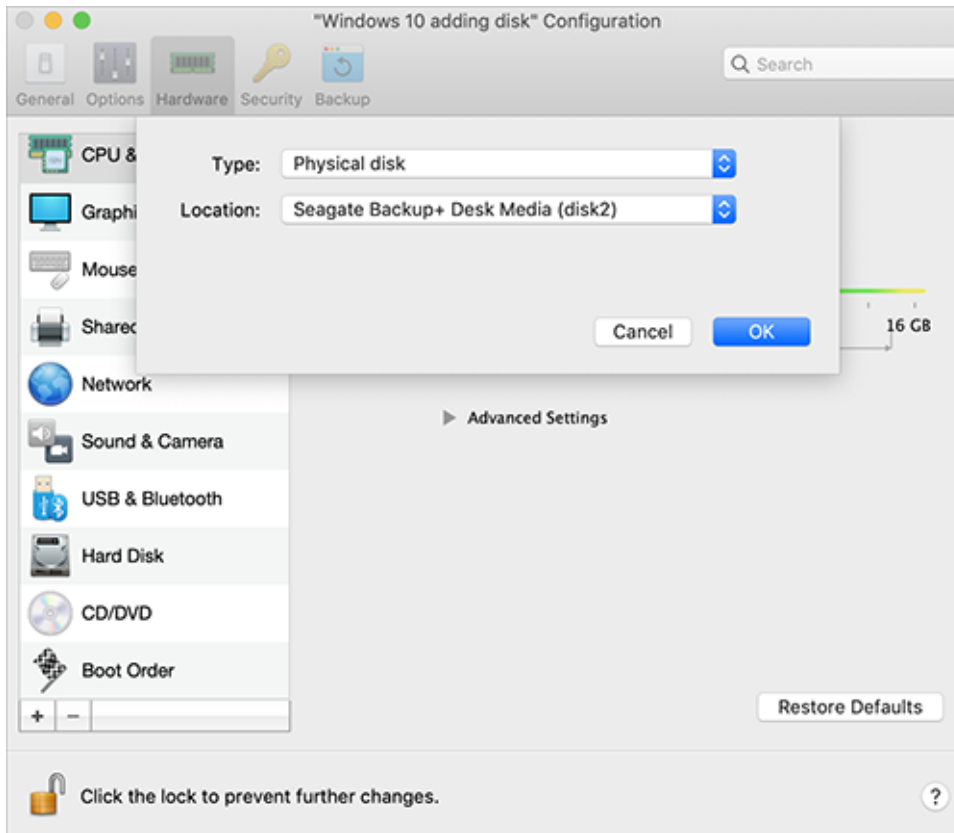 "Windows 10 adding disk" Configuration
Search
General Options Hardware Security Backup
Type: Physical disk
Location: Seagate Backup+ Desk Media (disk2)
Cancel OK
CPU &
Graphi
Mouse
Shared
Network
Sound & Camera
USB & Bluetooth
Hard Disk
CD/DVD
Boot Order
+ −
16 GB
Advanced Settings
Restore Defaults
Click the lock to prevent further changes.
?